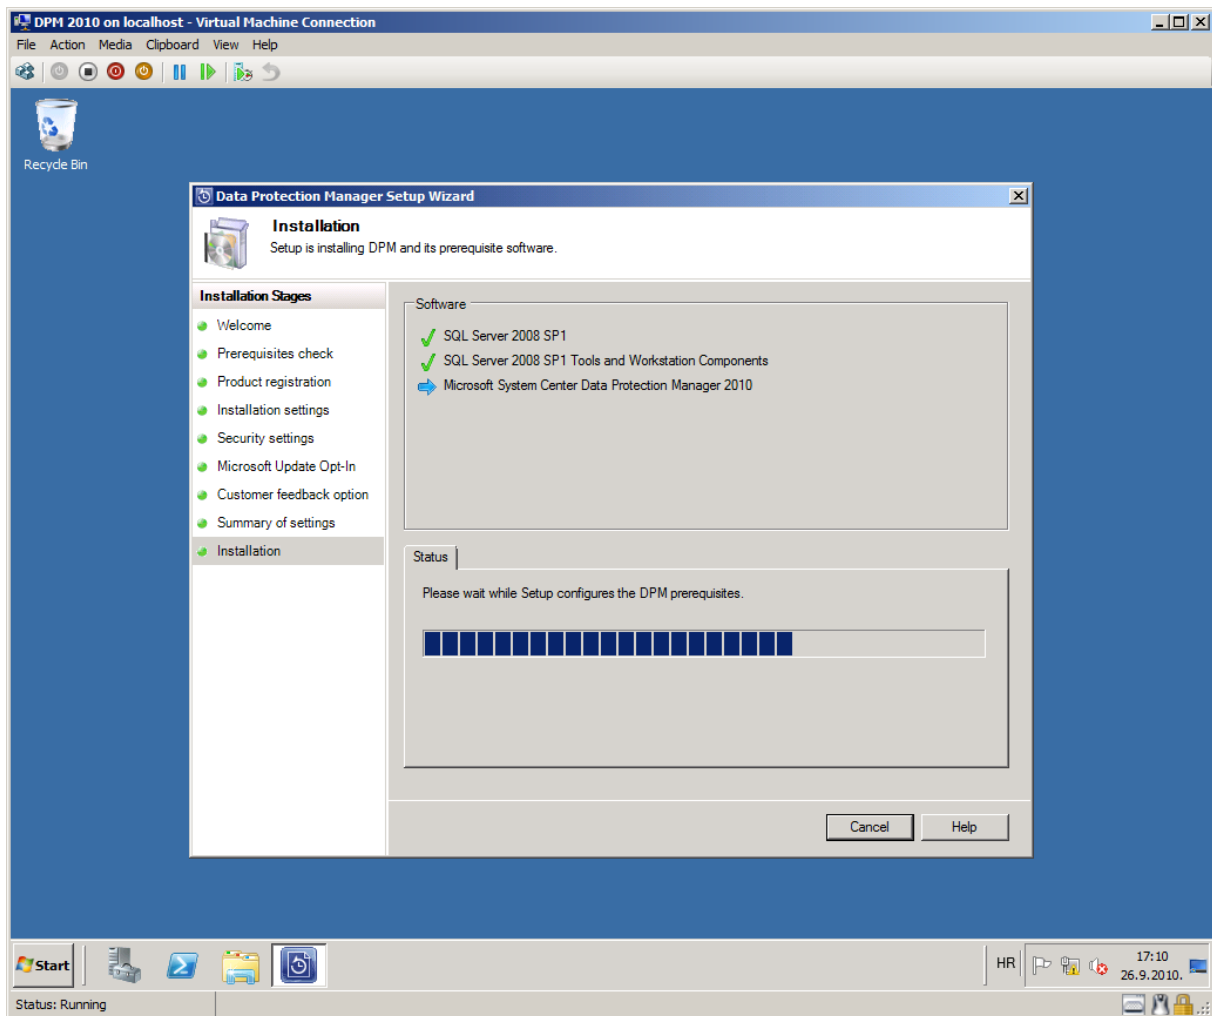 DPM 2010 on localhost - Virtual Machine Connection
File Action Media Clipboard View Help
Recycle Bin
Data Protection Manager Setup Wizard
Installation
Setup is installing DPM and its prerequisite software.
Installation Stages
Welcome
Prerequisites check
Product registration
Installation settings
Security settings
Microsoft Update Opt-In
Customer feedback option
Summary of settings
Installation
Software
SQL Server 2008 SP1
SQL Server 2008 SP1 Tools and Workstation Components
Microsoft System Center Data Protection Manager 2010
Status
Please wait while Setup configures the DPM prerequisites.
Cancel Help
Start
HR
17:10
26.9.2010.
Status: Running